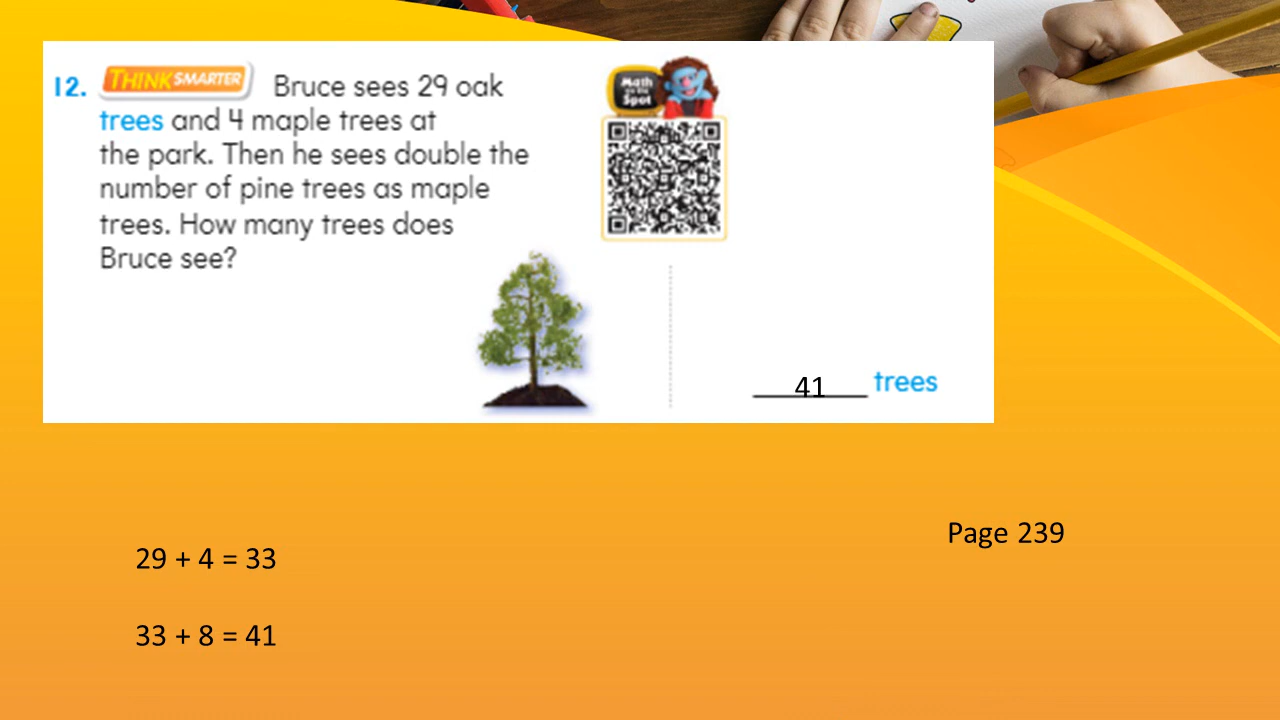 12. THINK SMARTER Bruce sees 29 oak
trees and 4 maple trees at
the park. Then he sees double the
number of pine trees as maple
trees. How many trees does
Bruce see?
Math
on the
Spot
41 trees
Page 239
29 + 4 = 33
33 + 8 = 41